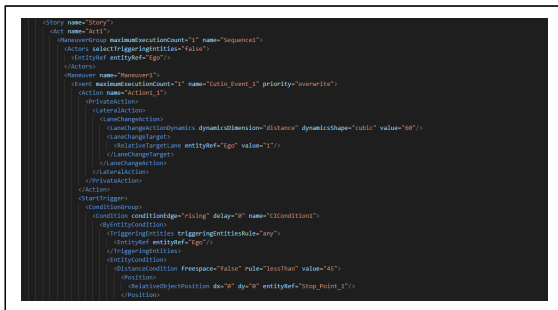 <Story name="Story">
<Act name="Act1">
<ManeuverGroup maximumExecutionCount="1" name="Sequence1">
<Actors selectTriggeringEntities="false">
<EntityRef entityRef="Ego"/>
</Actors>
<Maneuver name="Maneuver1">
<Event maximumExecutionCount="1" name="Cutin_Event_1" priority="overwrite">
<Action name="Action1_1">
<PrivateAction>
<LateralAction>
<LaneChangeAction>
<LaneChangeActionDynamics dynamicsDimension="distance" dynamicsShape="cubic" value="60"/>
<LaneChangeTarget>
<RelativeTargetLane entityRef="Ego" value="1"/>
</LaneChangeTarget>
</LaneChangeAction>
</LateralAction>
</PrivateAction>
</Action>
<StartTrigger>
<ConditionGroup>
<Condition conditionEdge="rising" delay="0" name="CICondition1">
<ByEntityCondition>
<TriggeringEntities triggeringEntitiesRule="any">
<EntityRef entityRef="Ego"/>
</TriggeringEntities>
<EntityCondition>
<DistanceCondition freespace="false" rule="lessThan" value="45">
<Position>
<RelativeObjectPosition dx="0" dy="0" entityRef="Stop_Point_1"/>
</Position>